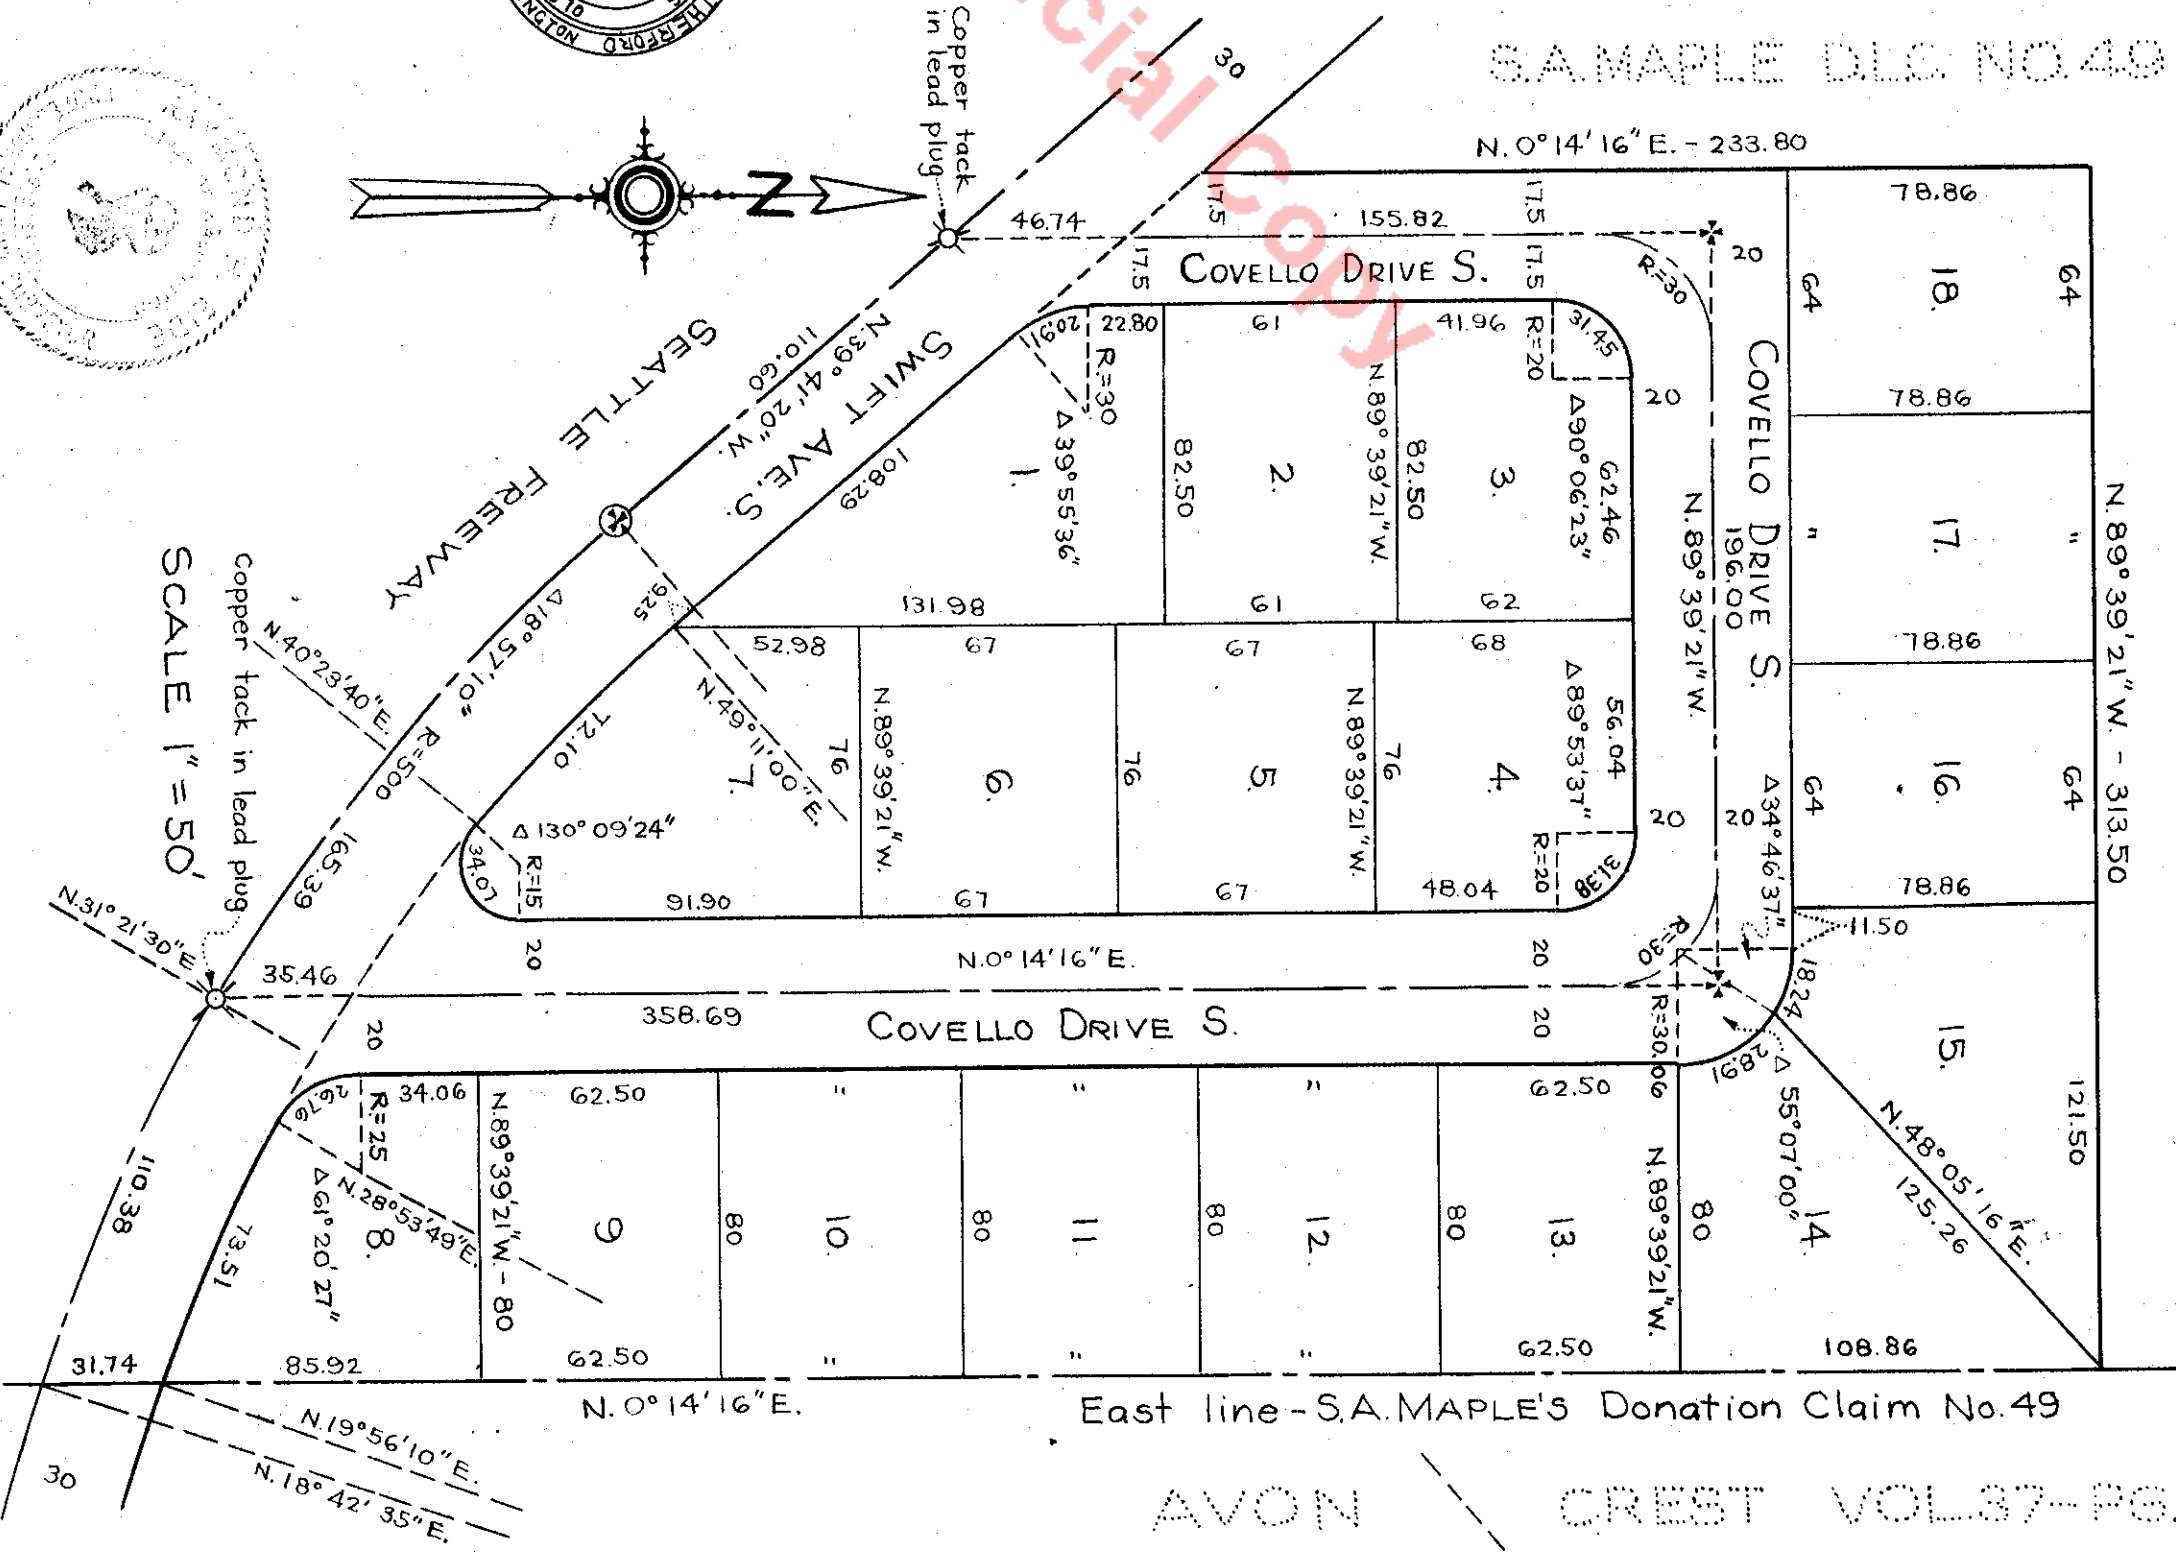 THERFORD
S.A. MAPLE D.L.C. NO. 49
Copper tack
in lead plug
30
cial Copy
N. 0° 14' 16" E. - 233.80
N
46.74
17.5
155.82
17.5
20
78.86
17.5
COVELLO DRIVE S.
17.5
R.=30
64
18.
64
20.91
22.80
61
41.96
R=20
31.45
SEATTLE FREEWAY
N.39° 41' 20" W.
110.60
SWIFT AVE. S.
R.=30
20
COVELLO DRIVE S.
78.86
108.29
1.
Δ 39° 55' 36"
82.50
2.
N. 89° 39' 21" W.
82.50
3.
Δ90° 06' 23"
62.46
N. 89° 39' 21" W.
196.00
"
17.
"
N. 89° 39' 21" W. - 313.50
925
131.98
61
62
78.86
52.98
67
67
68
Δ 18° 57' 10"
R=500
165.39
SCALE 1" = 50'
Copper tack in lead plug
N.40° 23' 40" E.
72.10
N. 49° 11' 00" E.
7.
76
N. 89° 39' 21" W.
6.
76
5.
N. 89° 39' 21" W.
76
4.
Δ 89° 53' 37"
56.04
20
20
Δ 34° 46' 37"
64
16.
64
Δ 130° 09' 24"
34.07
R=15
91.90
67
67
48.04
R=20
31.38
78.86
11.50
N.31° 21' 30" E
35.46
20
N. 0° 14' 16" E.
20
R=30
18.24
358.69
20
COVELLO DRIVE S.
20
R=30.06
28.91
15.
121.50
26.76
R=25
34.06
N. 89° 39' 21" W. - 80
62.50
"
"
"
62.50
Δ 55° 07' 00"
N. 48° 05' 16" E.
125.26
110.38
73.51
N. 28° 53' 49" E.
8.
Δ 61° 20' 27"
9
80
10.
80
11.
80
12.
80
13.
N. 89° 39' 21" W.
80
14.
31.74
85.92
62.50
"
"
"
62.50
108.86
N. 0° 14' 16" E.
East line - S.A. MAPLE'S Donation Claim No. 49
N. 19° 56' 10" E.
N. 18° 42' 35" E.
30
AVON CREST VOL. 37-PG.